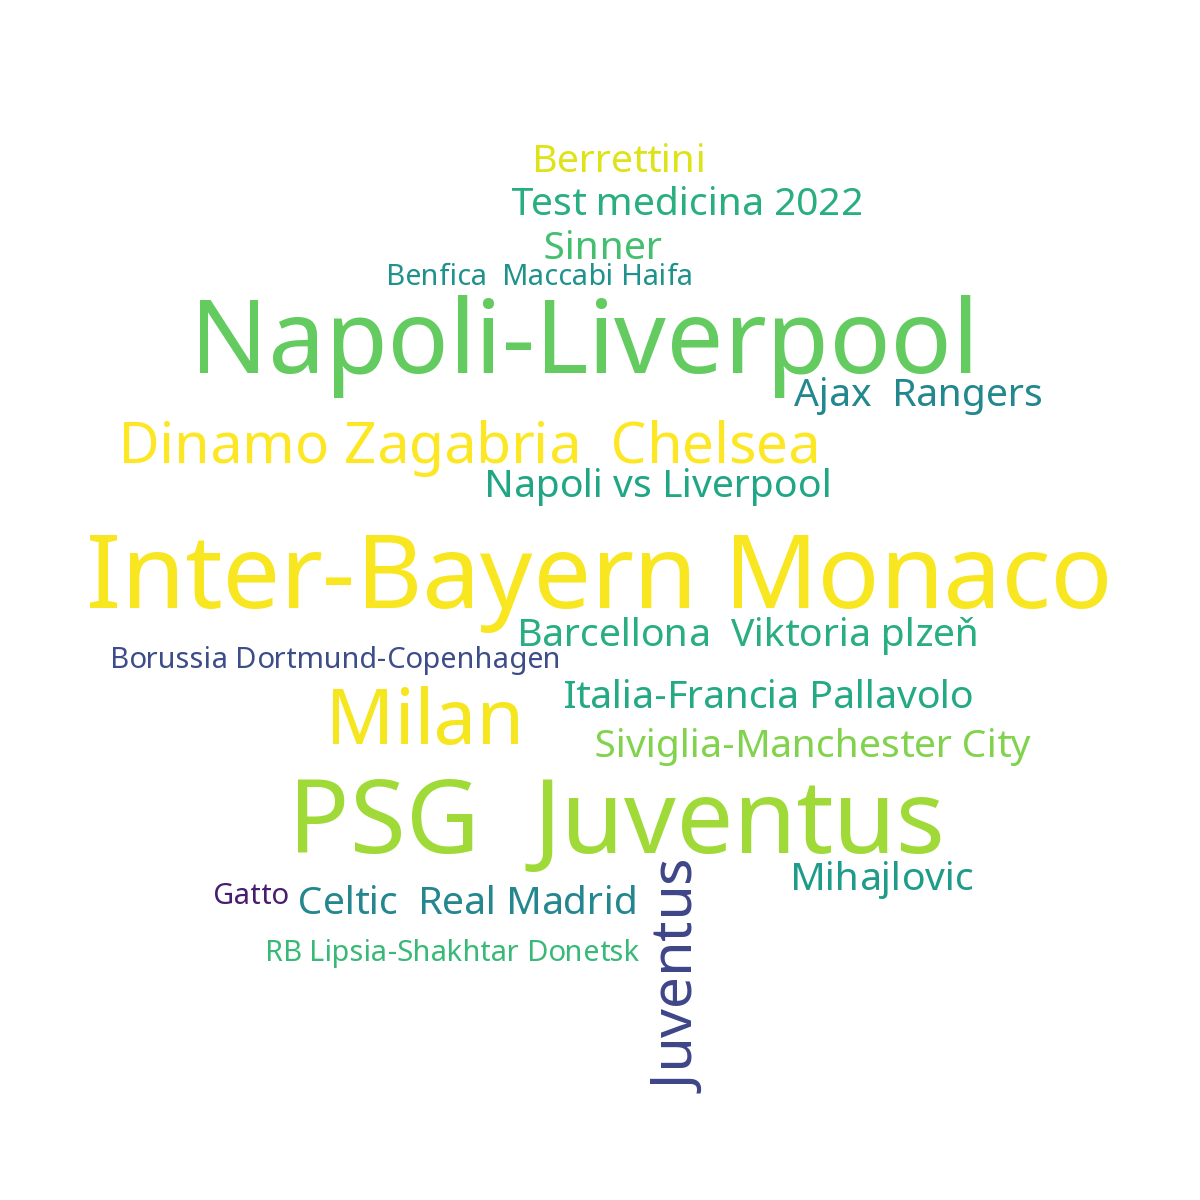 Berrettini
Test medicina 2022
Sinner
Benfica  Maccabi Haifa
Napoli-Liverpool
Ajax  Rangers
Dinamo Zagabria  Chelsea
Napoli vs Liverpool
Inter-Bayern Monaco
Barcellona  Viktoria plzeň
Borussia Dortmund-Copenhagen
Milan
Italia-Francia Pallavolo
Siviglia-Manchester City
PSG  Juventus
Mihajlovic
Gatto
Celtic  Real Madrid
RB Lipsia-Shakhtar Donetsk
Juventus